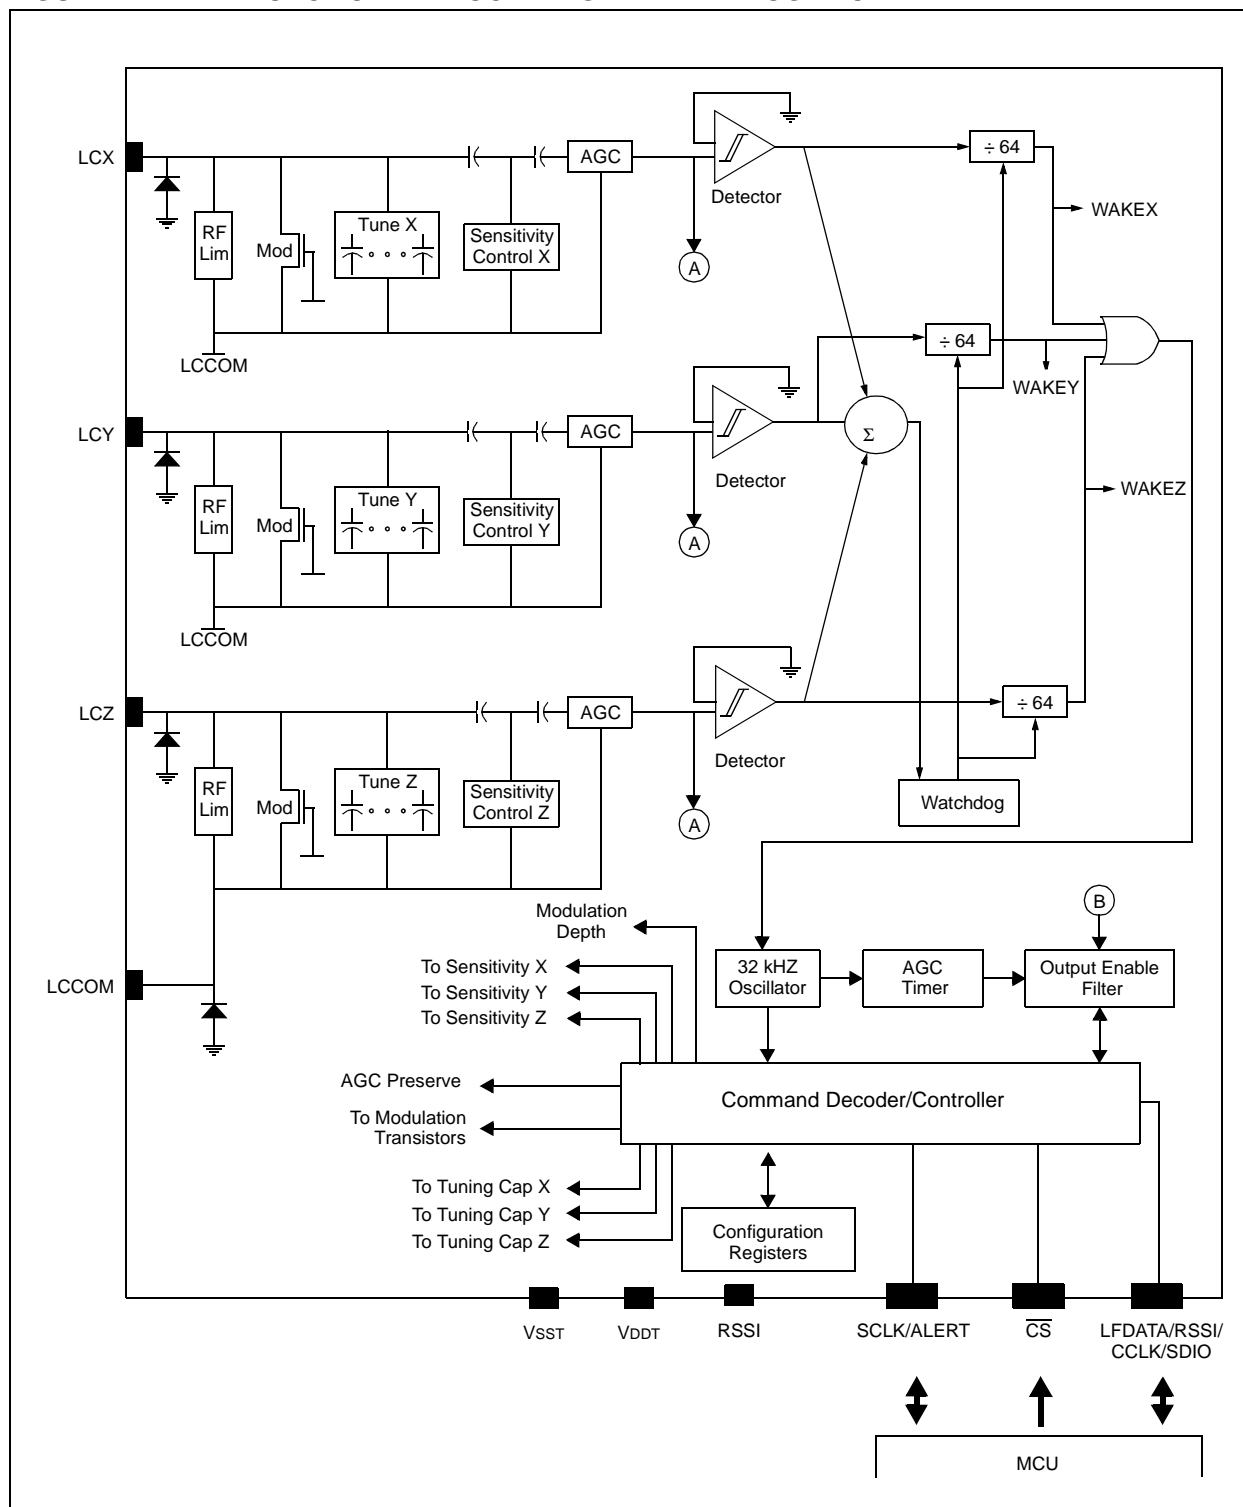 LCX
AGC
÷ 64
Detector
WAKEX
RF
Lim
Mod
Tune X
Sensitivity
Control X
A
LCCOM
÷ 64
WAKEY
LCY
AGC
Σ
Detector
WAKEZ
RF
Lim
Mod
Tune Y
Sensitivity
Control Y
A
LCCOM
LCZ
AGC
÷ 64
Detector
RF
Lim
Mod
Tune Z
Sensitivity
Control Z
A
Watchdog
B
Modulation
Depth
LCCOM
To Sensitivity X
To Sensitivity Y
To Sensitivity Z
32 kHZ
Oscillator
AGC
Timer
Output Enable
Filter
AGC Preserve
To Modulation
Transistors
Command Decoder/Controller
To Tuning Cap X
To Tuning Cap Y
To Tuning Cap Z
Configuration
Registers
VSST
VDDT
RSSI
SCLK/ALERT
CS
LFDATA/RSSI/
CCLK/SDIO
MCU